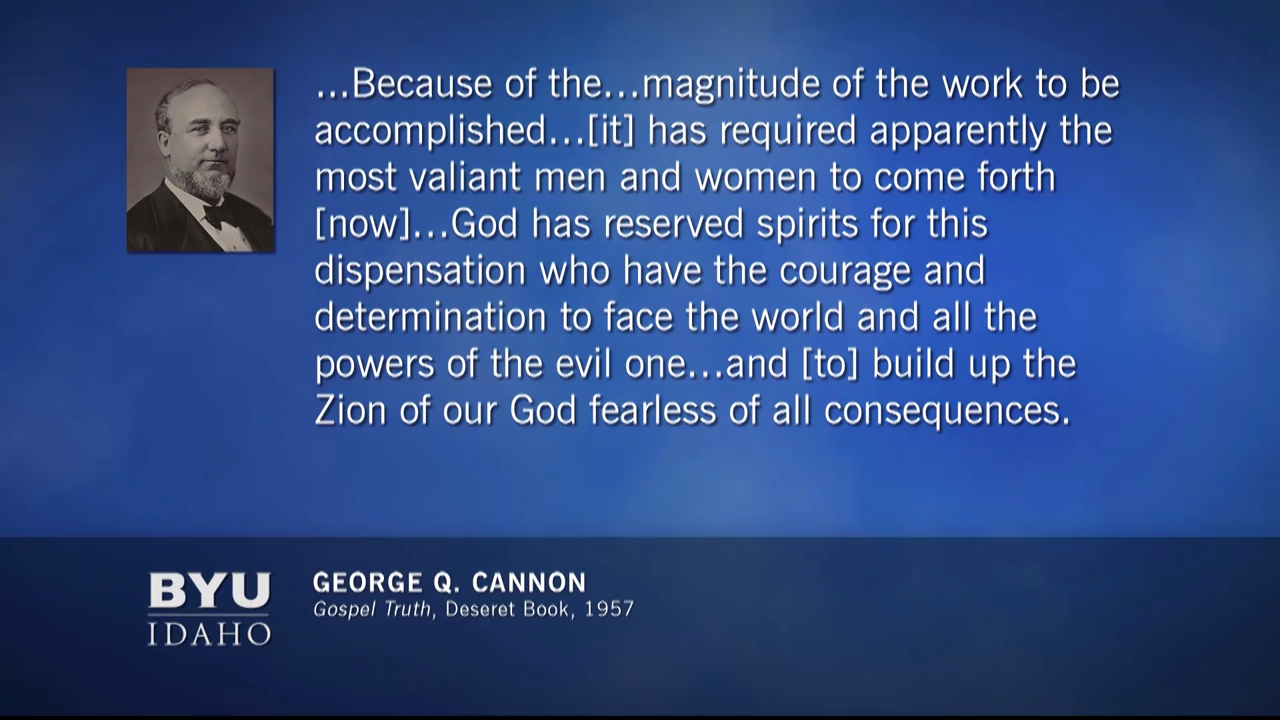 ...Because of the...magnitude of the work to be
accomplished...[it] has required apparently the
most valiant men and women to come forth
[now]...God has reserved spirits for this
dispensation who have the courage and
determination to face the world and all the
powers of the evil one...and [to] build up the
Zion of our God fearless of all consequences.
BYU
IDAHO
GEORGE Q. CANNON
Gospel Truth, Deseret Book, 1957